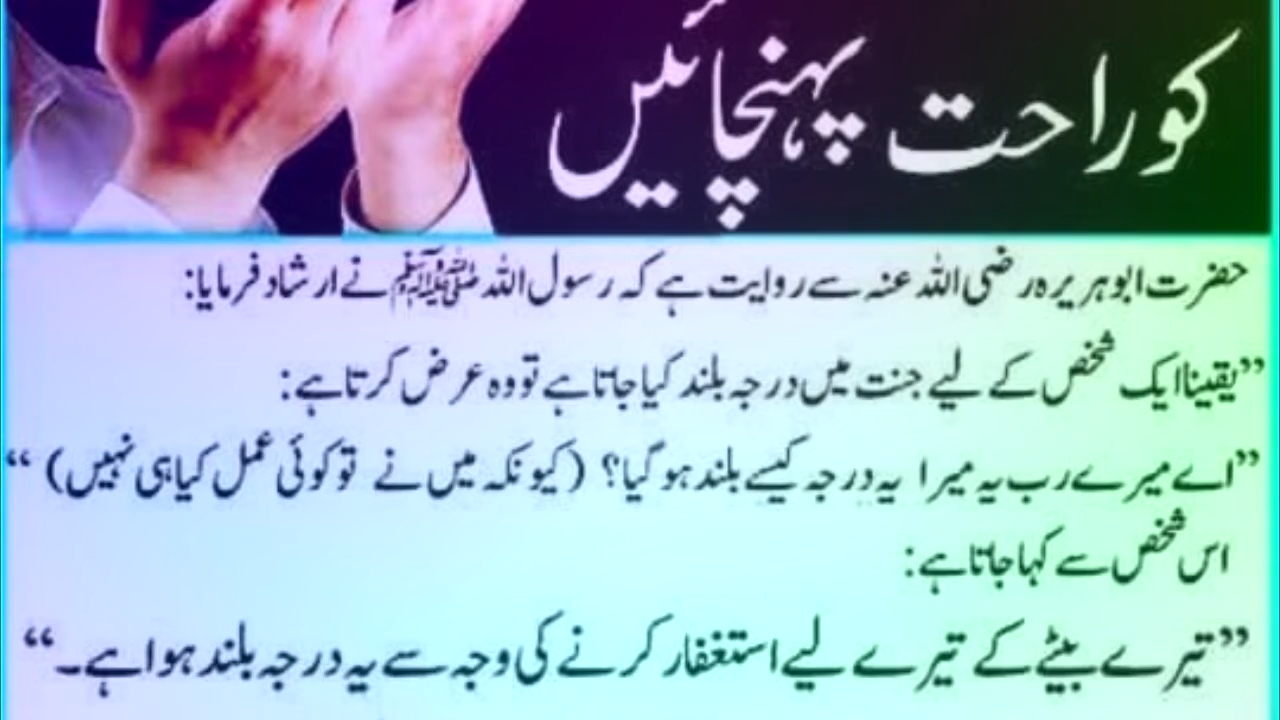 کو راحت پہنچائیں
حضرت ابو ہریرہ رضی اللہ عنہ سے روایت ہے کہ رسول اللہ ﷺ نے ارشاد فرمایا:
”یقینا ایک شخص کے لیے جنت میں درجہ بلند کیا جاتا ہے تو وہ عرض کرتا ہے:
”اے میرے رب یہ میرا یہ درجہ کیسے بلند ہو گیا؟ (کیونکہ میں نے تو کوئی عمل کیا ہی نہیں) “
اس شخص سے کہا جاتا ہے:
”تیرے بیٹے کے تیرے لیے استغفار کرنے کی وجہ سے یہ درجہ بلند ہوا ہے۔“